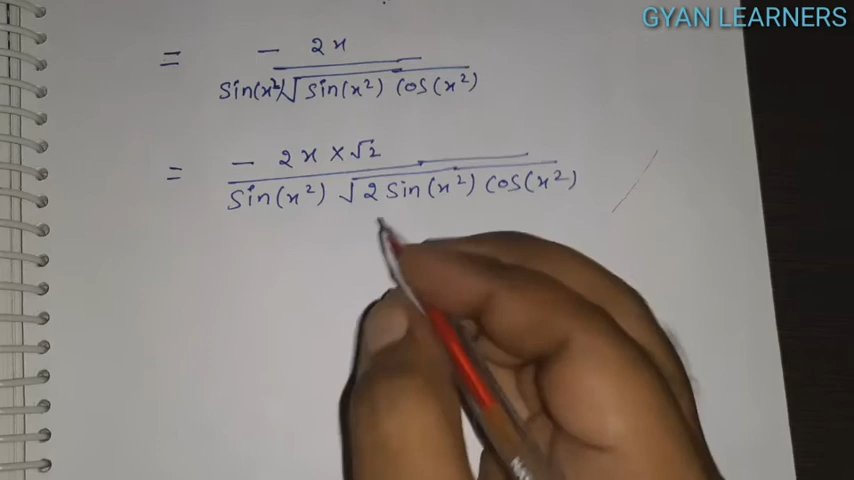 GYAN LEARNERS
= - 2x
sin(x²)√sin(x²) cos(x²)
= - 2x × √2
sin(x²) √2 sin(x²) cos(x²)